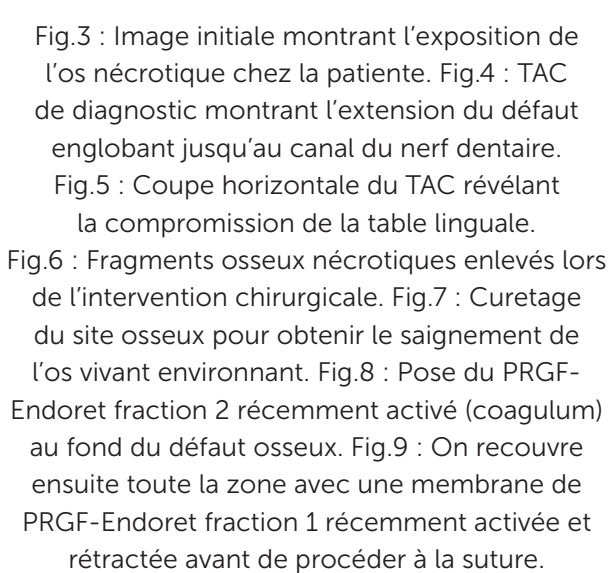 Fig.3 : Image initiale montrant l’exposition de
l’os nécrotique chez la patiente. Fig.4 : TAC
de diagnostic montrant l’extension du défaut
englobant jusqu’au canal du nerf dentaire.
Fig.5 : Coupe horizontale du TAC révélant
la compromission de la table linguale.
Fig.6 : Fragments osseux nécrotiques enlevés lors
de l’intervention chirurgicale. Fig.7 : Curetage
du site osseux pour obtenir le saignement de
l’os vivant environnant. Fig.8 : Pose du PRGF-
Endoret fraction 2 récemment activé (coagulum)
au fond du défaut osseux. Fig.9 : On recouvre
ensuite toute la zone avec une membrane de
PRGF-Endoret fraction 1 récemment activée et
rétractée avant de procéder à la suture.